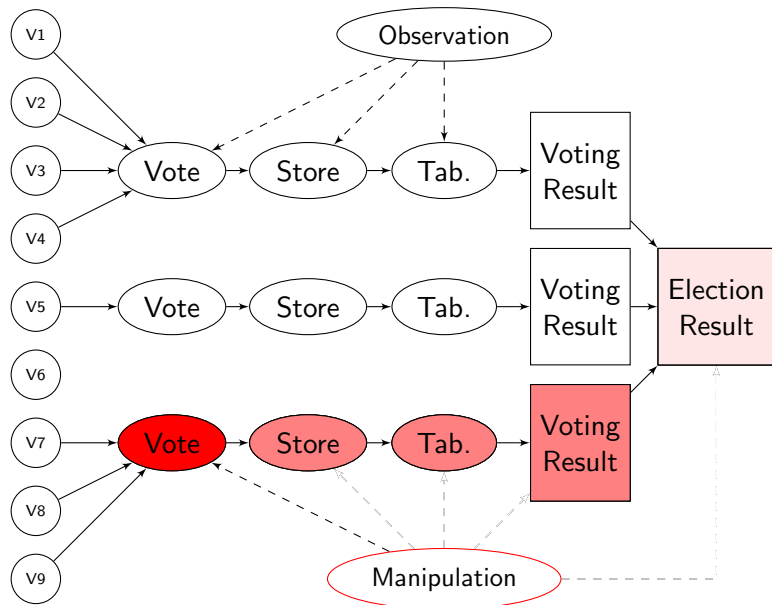 V1
Observation
V2
V3
Vote
Store
Tab.
Voting
Result
V4
V5
Vote
Store
Tab.
Voting
Result
Election
Result
V6
V7
Vote
Store
Tab.
Voting
Result
V8
V9
Manipulation